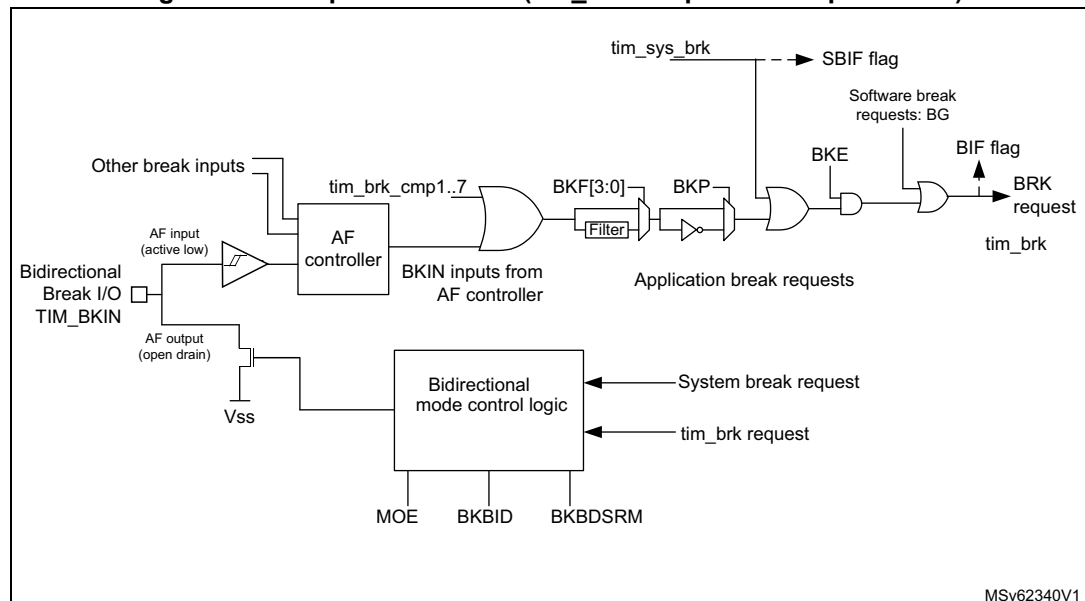 tim_sys_brk
SBIF flag
Software break
requests: BG
BKE
BIF flag
Other break inputs
tim_brk_cmp1..7
BKF[3:0]
BKP
BRK
request
Filter
AF input
(active low)
AF
controller
tim_brk
BKIN inputs from
AF controller
Application break requests
Bidirectional
Break I/O
TIM_BKIN
AF output
(open drain)
Bidirectional
mode control logic
System break request
Vss
tim_brk request
MOE
BKBID
BKBDSRM
MSv62340V1